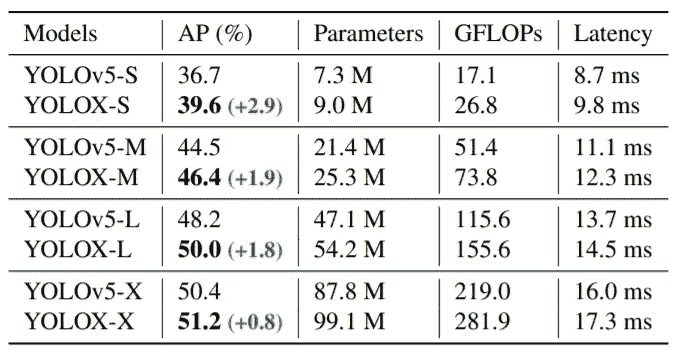 Models AP (%) Parameters GFLOPs Latency
YOLOv5-S 36.7 7.3 M 17.1 8.7 ms
YOLOX-S 39.6 (+2.9) 9.0 M 26.8 9.8 ms
YOLOv5-M 44.5 21.4 M 51.4 11.1 ms
YOLOX-M 46.4 (+1.9) 25.3 M 73.8 12.3 ms
YOLOv5-L 48.2 47.1 M 115.6 13.7 ms
YOLOX-L 50.0 (+1.8) 54.2 M 155.6 14.5 ms
YOLOv5-X 50.4 87.8 M 219.0 16.0 ms
YOLOX-X 51.2 (+0.8) 99.1 M 281.9 17.3 ms